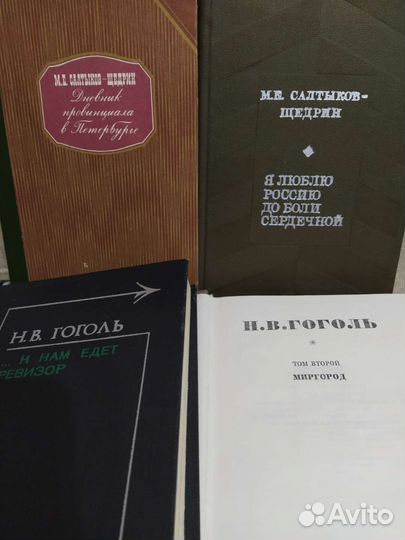 М.Е. САЛТЫКОВ-ЩЕДРИН
Дневник
провинциала
в Петербурге
М.Е. САЛТЫКОВ-
ЩЕДРИН
Я ЛЮБЛЮ
РОССИЮ
ДО БОЛИ
СЕРДЕЧНОЙ
Н.В. ГОГОЛЬ
... К НАМ ЕДЕТ
РЕВИЗОР
Н.В.ГОГОЛЬ
ТОМ ВТОРОЙ
МИРГОРОД
Avito